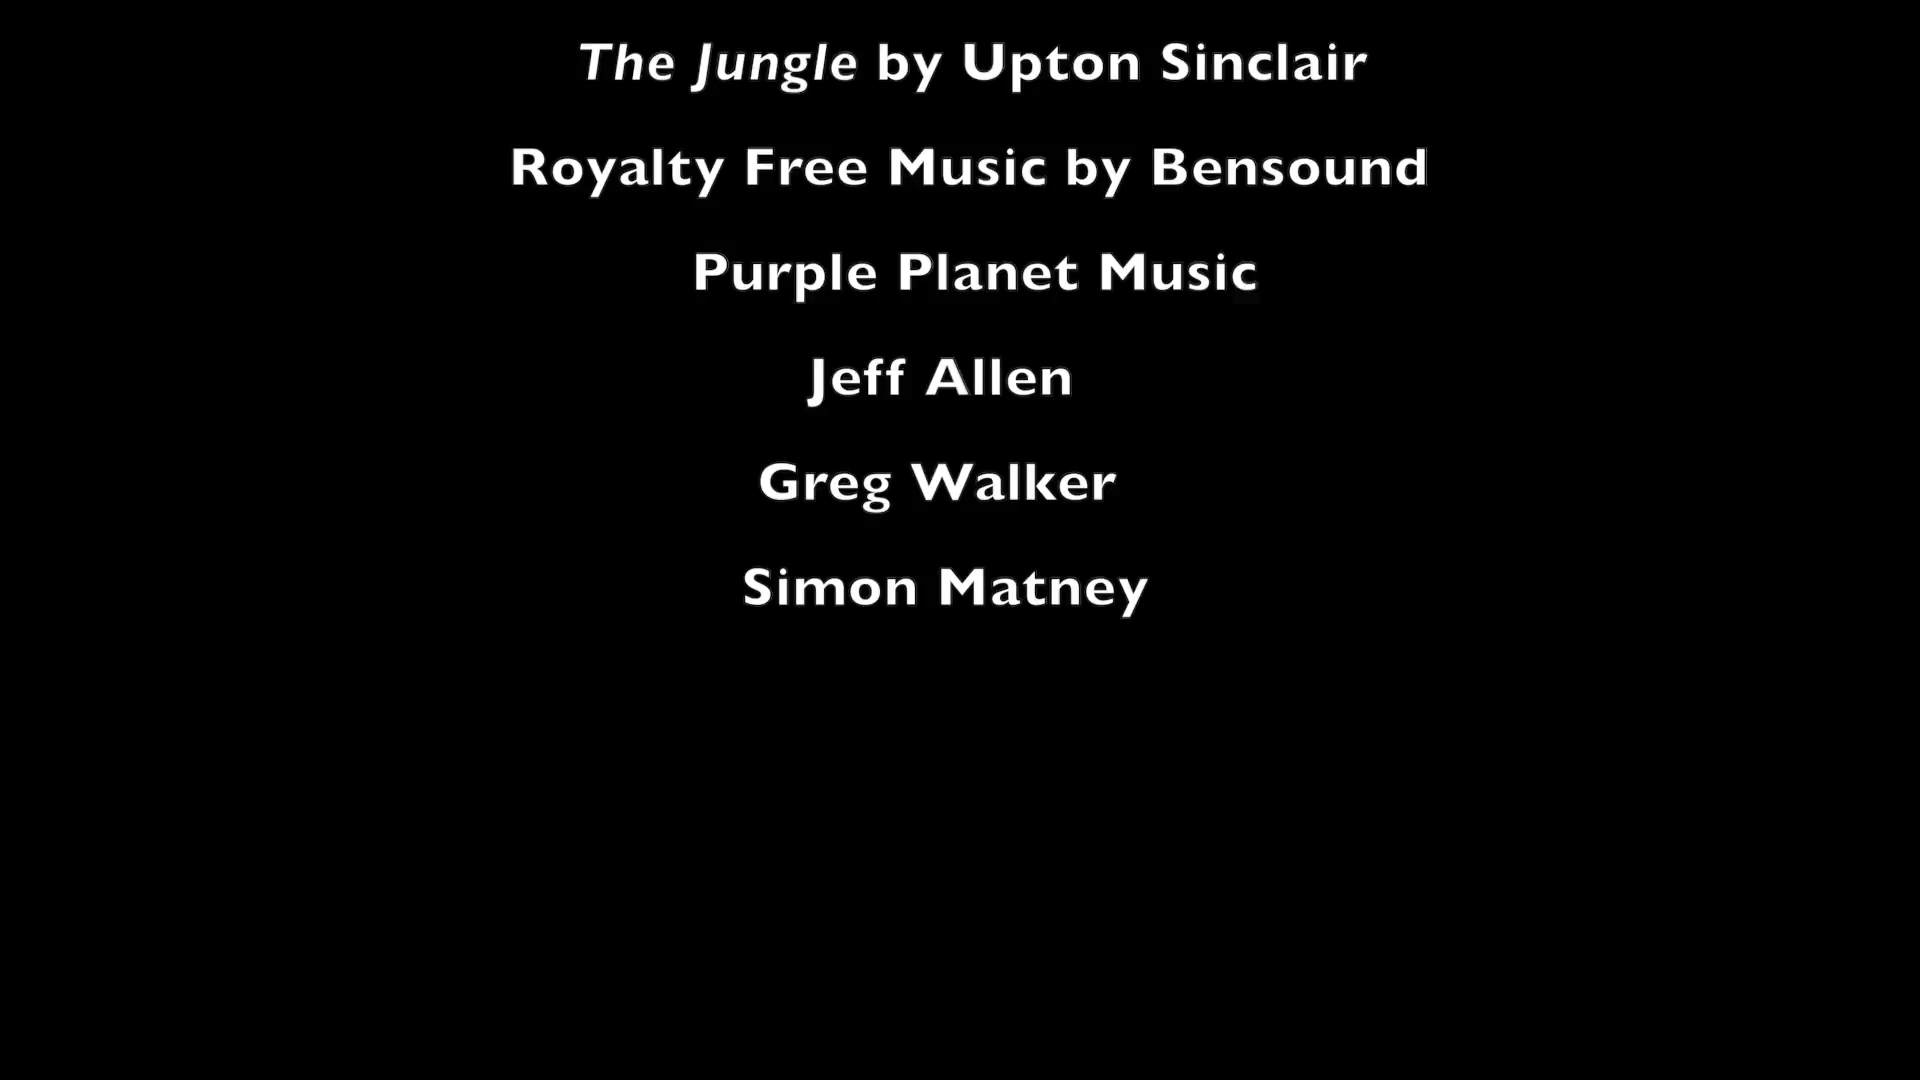 The Jungle by Upton Sinclair
Royalty Free Music by Bensound
Purple Planet Music
Jeff Allen
Greg Walker
Simon Matney